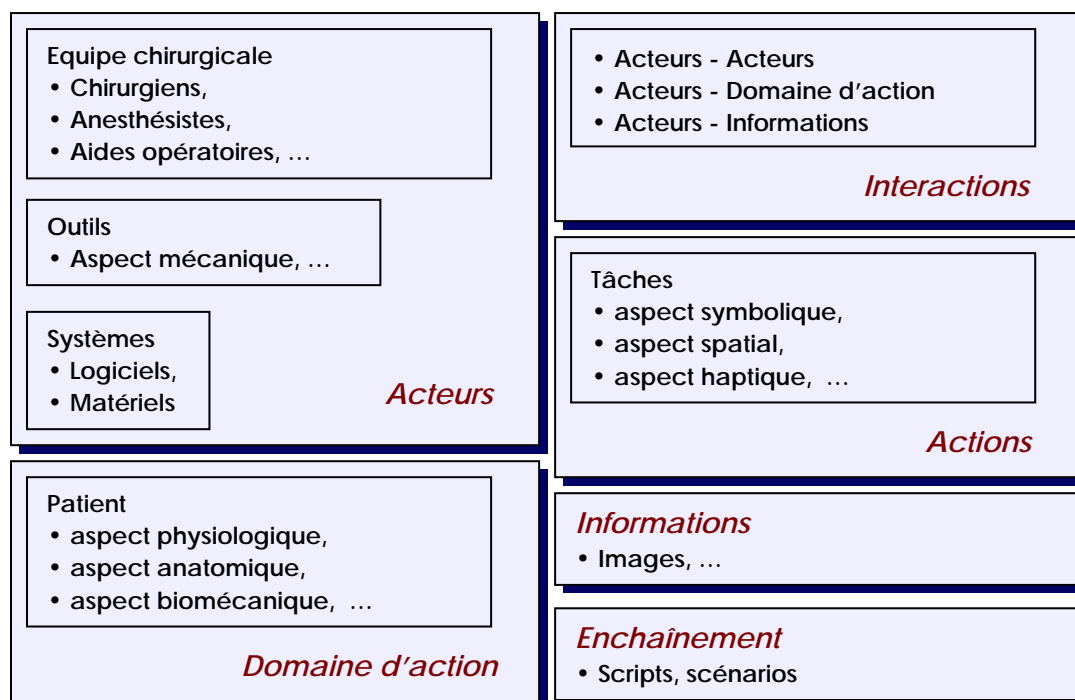 Equipe chirurgicale
• Chirurgiens,
• Anesthésistes,
• Aides opératoires, …
Outils
• Aspect mécanique, …
Systèmes
• Logiciels,
• Matériels
Acteurs
Patient
• aspect physiologique,
• aspect anatomique,
• aspect biomécanique, …
Domaine d'action
• Acteurs - Acteurs
• Acteurs - Domaine d'action
• Acteurs - Informations
Interactions
Tâches
• aspect symbolique,
• aspect spatial,
• aspect haptique, …
Actions
Informations
• Images, …
Enchaînement
• Scripts, scénarios